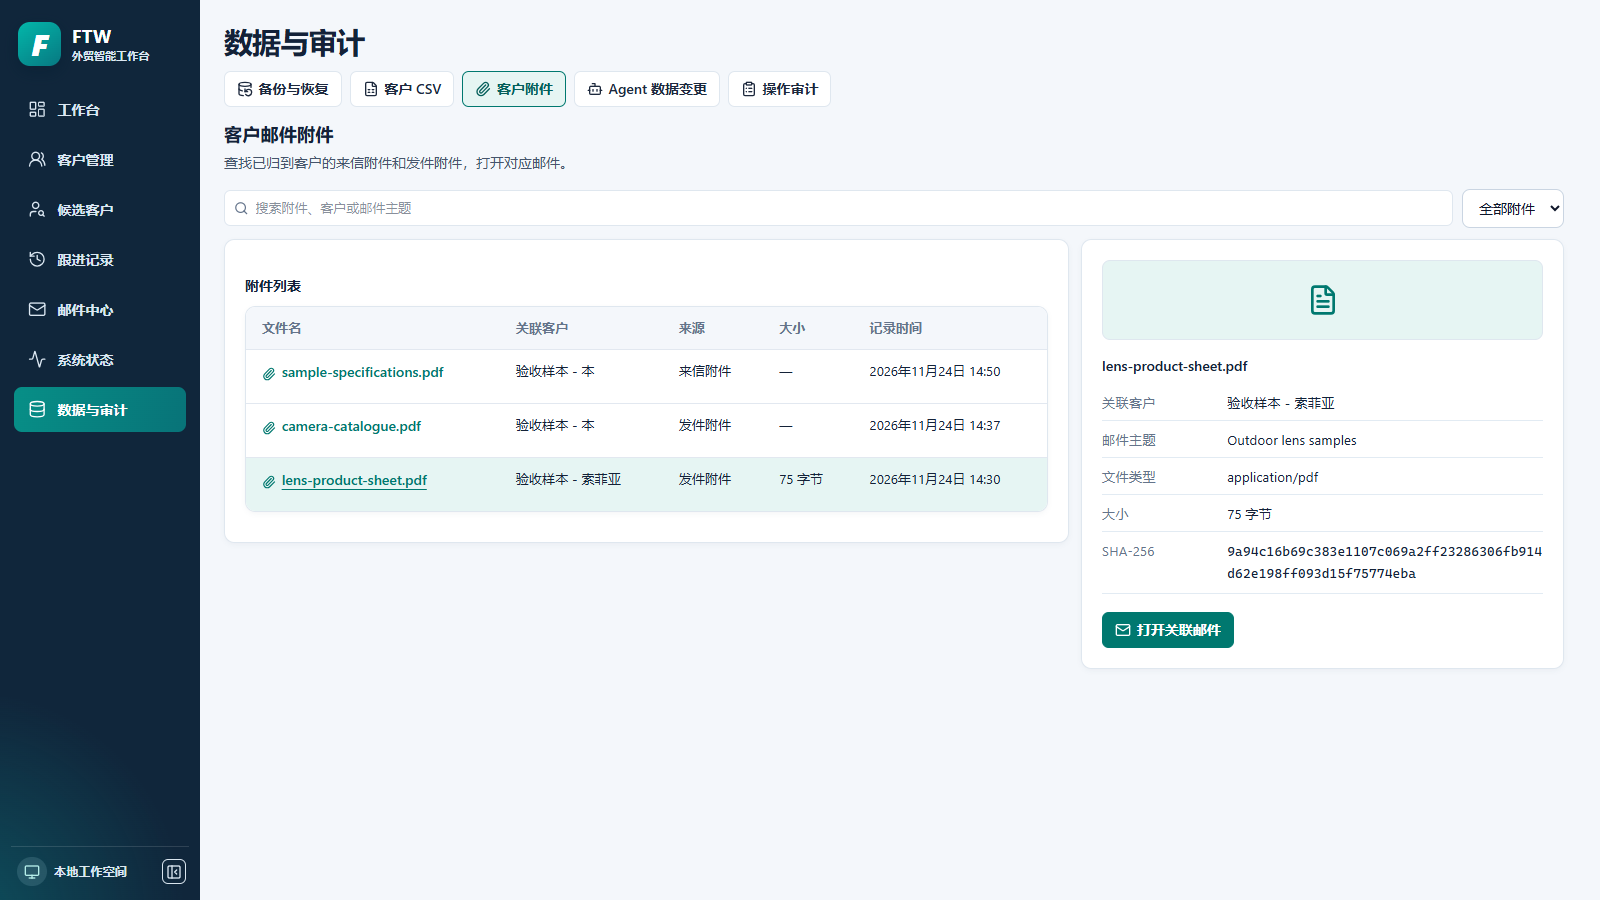 F
FTW
外贸智能工作台
工作台
客户管理
候选客户
跟进记录
邮件中心
系统状态
数据与审计
本地工作空间
数据与审计
备份与恢复
客户 CSV
客户附件
Agent 数据变更
操作审计
客户邮件附件
查找已归到客户的来信附件和发件附件，打开对应邮件。
搜索附件、客户或邮件主题
全部附件
附件列表
文件名 关联客户 来源 大小 记录时间
sample-specifications.pdf 验收样本 - 本 来信附件 — 2026年11月24日 14:50
camera-catalogue.pdf 验收样本 - 本 发件附件 — 2026年11月24日 14:37
lens-product-sheet.pdf 验收样本 - 索菲亚 发件附件 75 字节 2026年11月24日 14:30
lens-product-sheet.pdf
关联客户 验收样本 - 索菲亚
邮件主题 Outdoor lens samples
文件类型 application/pdf
大小 75 字节
SHA-256 9a94c16b69c383e1107c069a2ff23286306fb914
d62e198ff093d15f75774eba
打开关联邮件